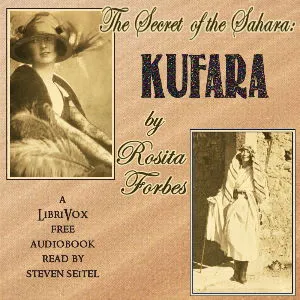 The Secret of the Sahara:
KUFARA
by
Rosita
Forbes
A
LIBRIVOX
FREE
AUDIOBOOK
READ BY
STEVEN SEITEL